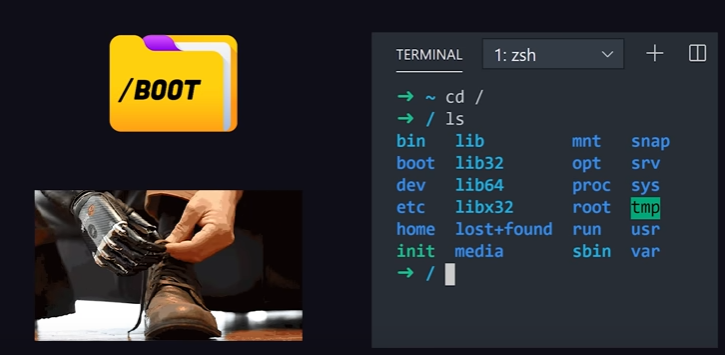 /BOOT
TERMINAL 1: zsh
➜ ~ cd /
➜ / ls
bin lib mnt snap
boot lib32 opt srv
dev lib64 proc sys
etc libx32 root tmp
home lost+found run usr
init media sbin var
➜ /